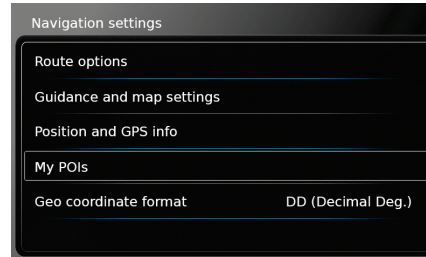 Navigation settings
Route options
Guidance and map settings
Position and GPS info
My POIs
Geo coordinate format DD (Decimal Deg.)